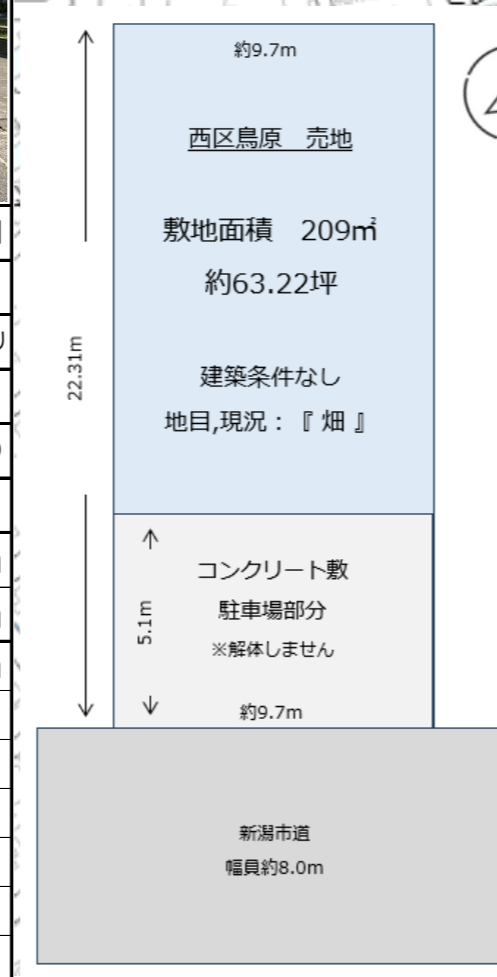 約9.7m
西区鳥原 売地
敷地面積 209㎡
約63.22坪
22.31m
建築条件なし
地目,現況：『 畑 』
コンクリート敷
駐車場部分
5.1m
※解体しません
約9.7m
新潟市道
幅員約8.0m